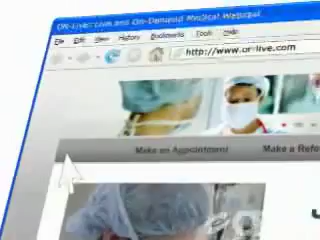 OR-Live: Live and On-Demand Medical Webcast
File Edit View History Bookmarks Tools Help
http://www.or-live.com
Make an Appointment Make a Refe